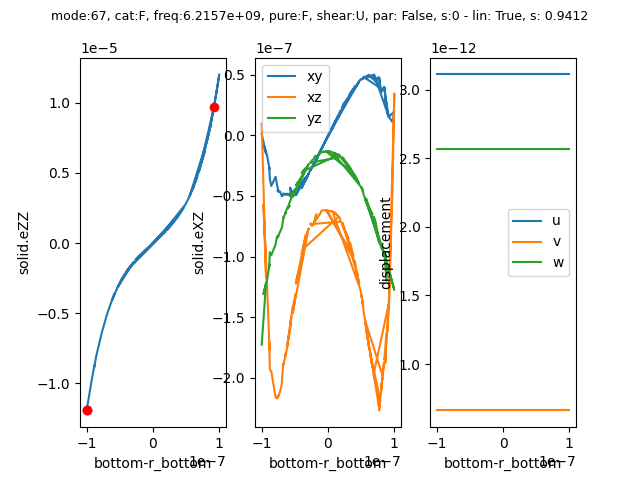 mode:67, cat:F, freq:6.2157e+09, pure:F, shear:U, par: False, s:0 - lin: True, s: 0.9412
1e−5
1.0
0.5
0.0
−0.5
−1.0
solid.eZZ
−1
0
1
1e−7
bottom-r_bottom
1e−7
xy
xz
yz
0.5
0.0
−0.5
−1.0
−1.5
−2.0
solid.eXZ
−1
0
1
1e−7
bottom-r_bottom
1e−12
3.0
2.5
2.0
1.5
1.0
displacement
u
v
w
−1
0
1
1e−7
bottom-r_bottom